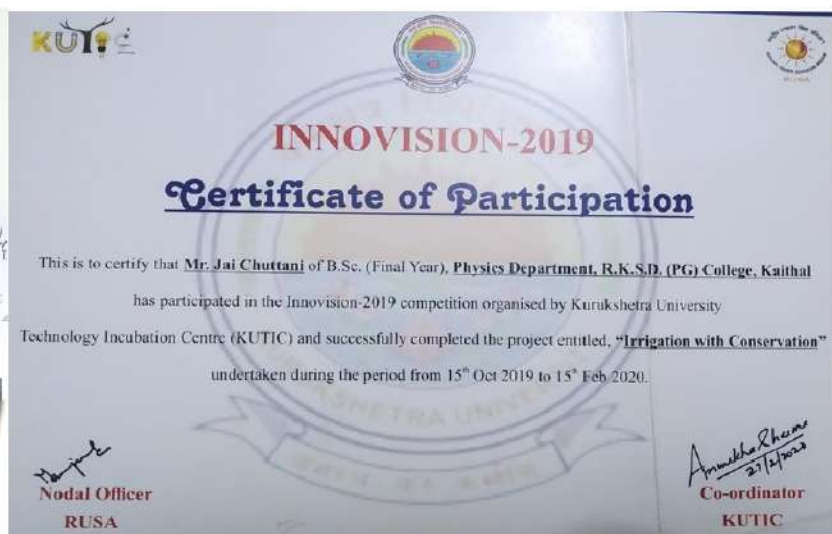 KUTIC
INNOVISION-2019
Certificate of Participation
This is to certify that Mr. Jai Chuttani of B.Sc. (Final Year), Physics Department, R.K.S.D. (PG) College, Kaithal
has participated in the Innovision-2019 competition organised by Kurukshetra University
Technology Incubation Centre (KUTIC) and successfully completed the project entitled, “Irrigation with Conservation”
undertaken during the period from 15th Oct 2019 to 15th Feb 2020.
27/2/2020
Nodal Officer
RUSA
Co-ordinator
KUTIC